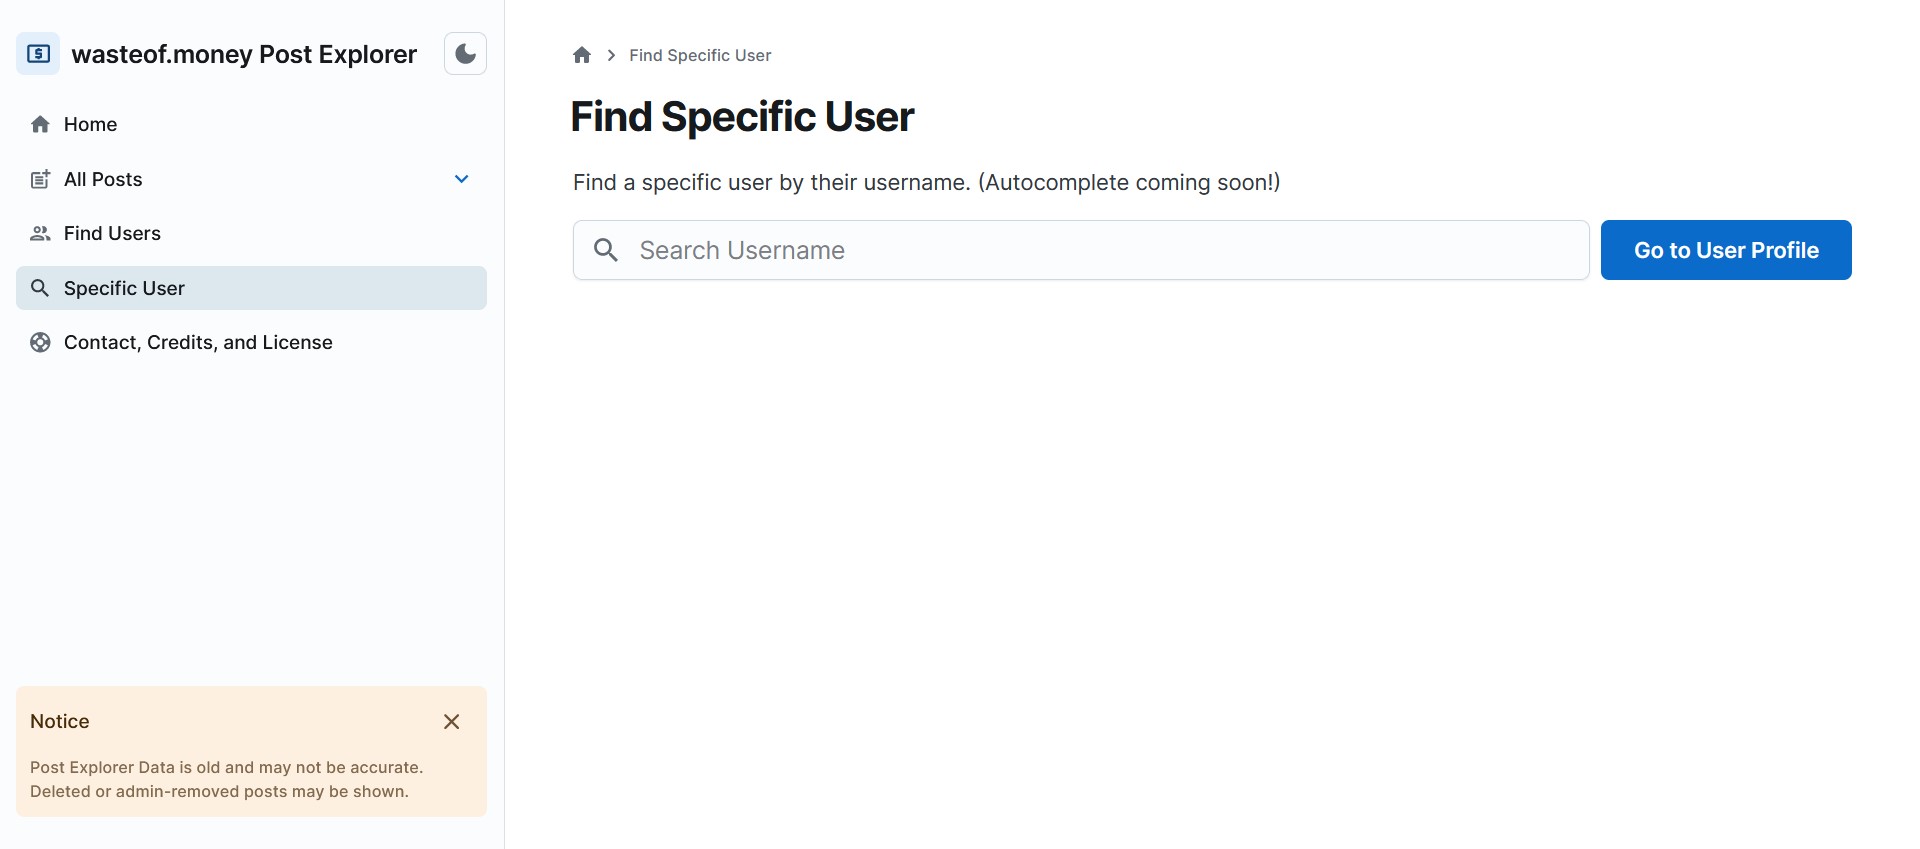 wasteof.money Post Explorer
Home
All Posts
Find Users
Specific User
Contact, Credits, and License
Notice
Post Explorer Data is old and may not be accurate.
Deleted or admin-removed posts may be shown.
Find Specific User
Find Specific User
Find a specific user by their username. (Autocomplete coming soon!)
Search Username
Go to User Profile